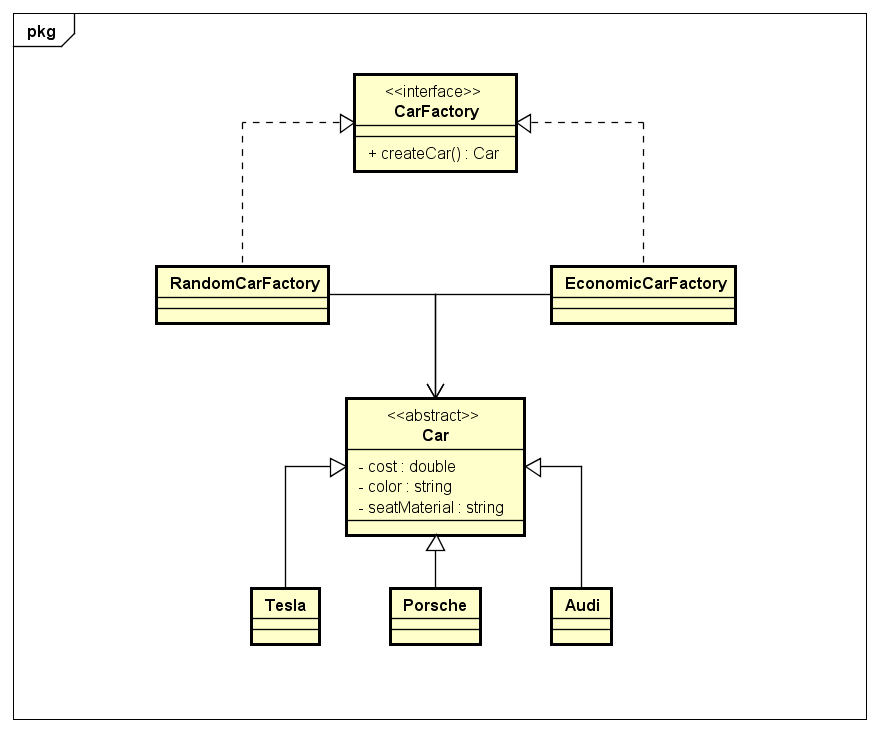 pkg
<<interface>>
CarFactory
+ createCar() : Car
RandomCarFactory
EconomicCarFactory
<<abstract>>
Car
- cost : double
- color : string
- seatMaterial : string
Tesla
Porsche
Audi